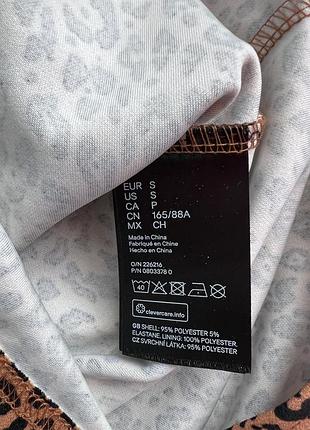 EUR S
US S
CA P
CN 165/88A
MX CH
Made in China
Fabriqué en Chine
Hecho en China
O/N 226216
P/N 0803378 0
40
clevercare.info
GB SHELL: 95% POLYESTER 5%
ELASTANE. LINING: 100% POLYESTER.
CZ SVRCHNÍ LÁTKA: 95% POLYESTER